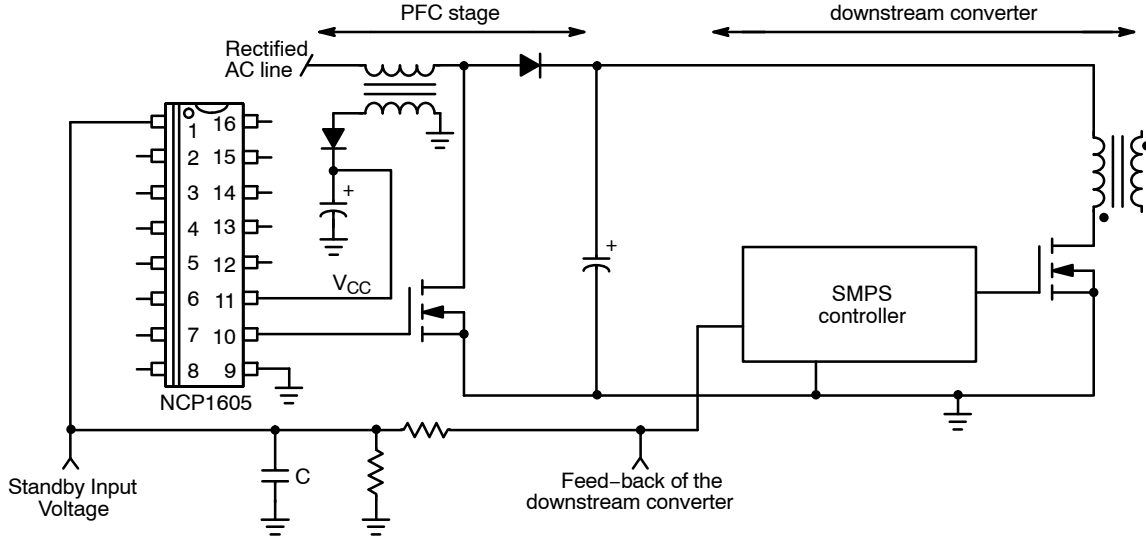 PFC stage
downstream converter
Rectified
AC line
1 16
2 15
3 14
4 13
5 12
6 11
7 10
8 9
NCP1605
+
VCC
+
SMPS
controller
C
Standby Input
Voltage
Feed–back of the
downstream converter